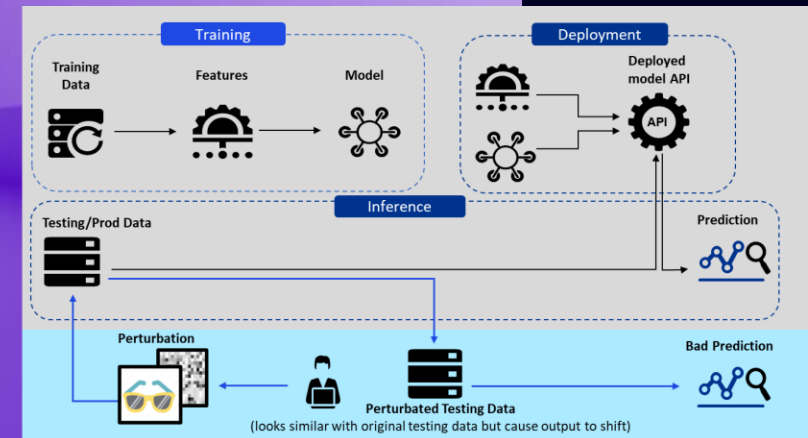 Training
Deployment
Training
Data
Features
Model
Deployed
model API
API
Inference
Testing/Prod Data
Prediction
Perturbation
Bad Prediction
Perturbated Testing Data
(looks similar with original testing data but cause output to shift)